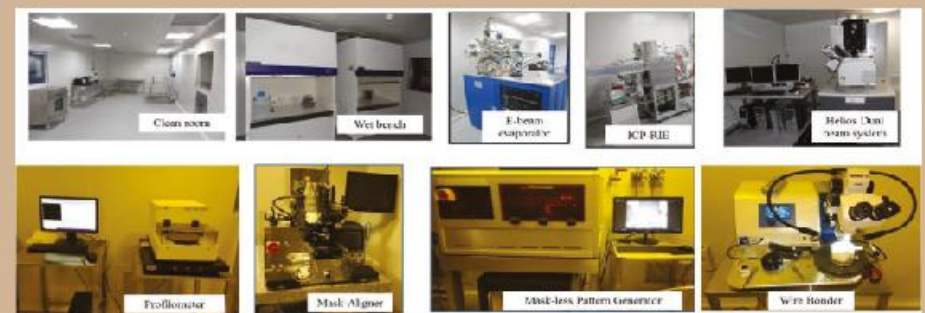 Clean room
Wet bench
E-beam
evaporator
ICP-RIE
Helios Dual
beam system
Profilometer
Mask Aligner
Mask-less Pattern Generator
Wire Bonder